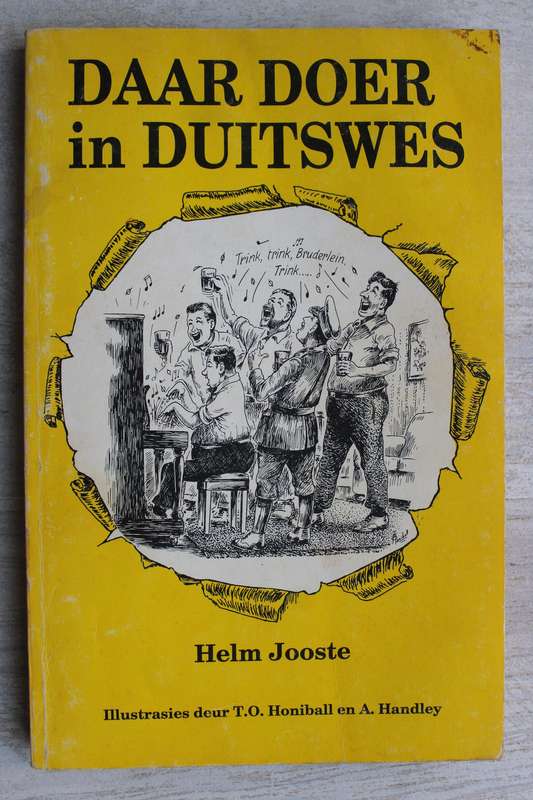 DAAR DOER
in DUITSWES
Trink, trink, Bruderlein,
Trink.....
Helm Jooste
Illustrasies deur T.O. Honiball en A. Handley